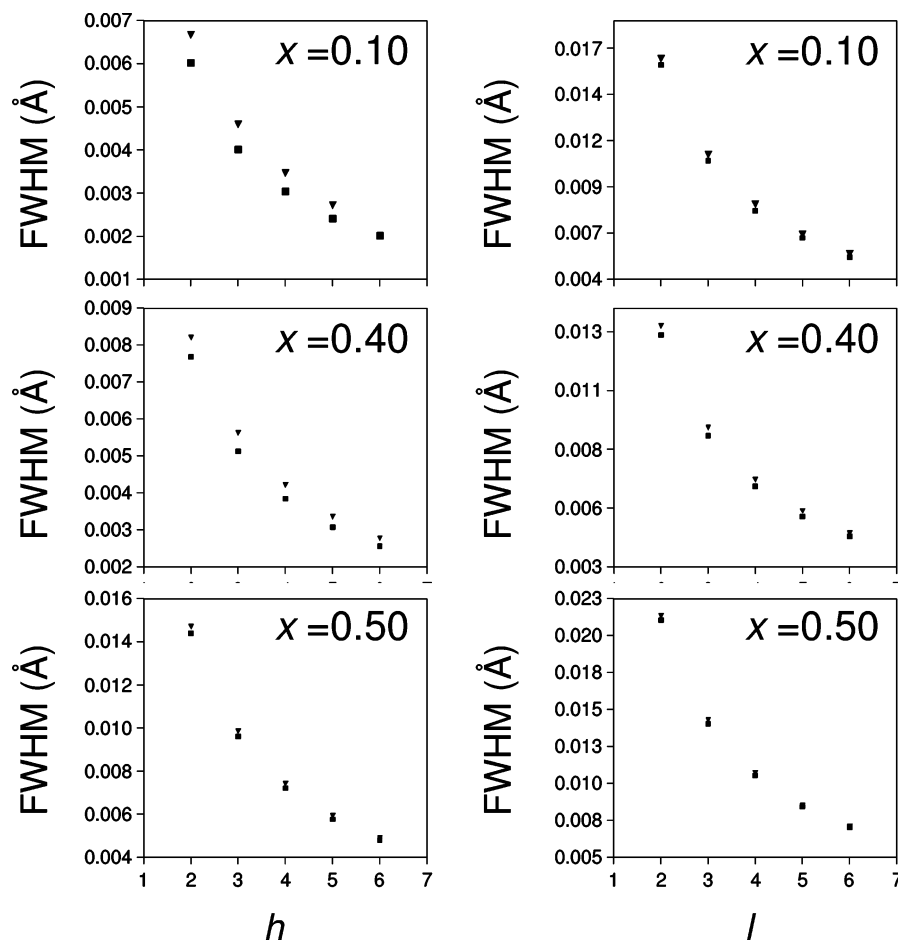 x =0.10
FWHM (Å)
0.007
0.006
0.005
0.004
0.003
0.002
0.001
x =0.10
FWHM (Å)
0.017
0.014
0.012
0.009
0.007
0.004
x =0.40
FWHM (Å)
0.009
0.008
0.007
0.006
0.005
0.004
0.003
0.002
x =0.40
FWHM (Å)
0.013
0.011
0.008
0.006
0.003
x =0.50
FWHM (Å)
0.016
0.014
0.012
0.010
0.008
0.006
0.004
1 2 3 4 5 6 7
h
x =0.50
FWHM (Å)
0.023
0.020
0.018
0.015
0.013
0.010
0.008
0.005
1 2 3 4 5 6 7
l